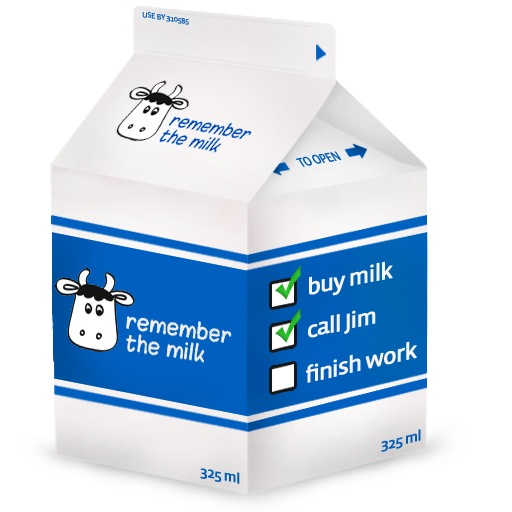 USE BY 310585
remember
the milk
TO OPEN
remember
the milk
buy milk
call Jim
finish work
325 ml
325 ml